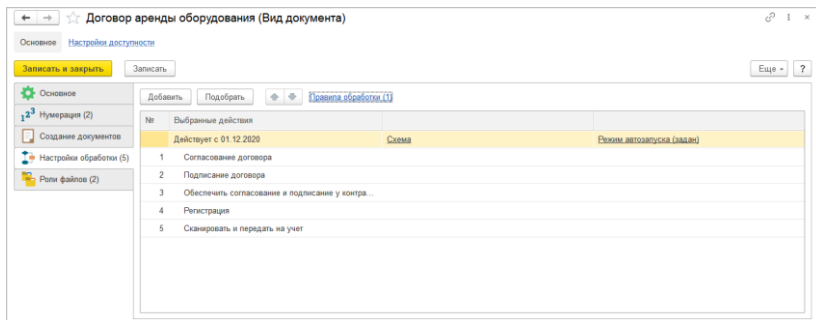 Договор аренды оборудования (Вид документа)
Основное Настройки доступности
Записать и закрыть Записать Еще ?
Основное
Нумерация (2)
Создание документов
Настройки обработки (5)
Роли файлов (2)
Добавить Подобрать Правила обработки (1)
№ Выбранные действия
Действует с 01.12.2020 Схема Режим автозапуска (задан)
1 Согласование договора
2 Подписание договора
3 Обеспечить согласование и подписание у контра...
4 Регистрация
5 Сканировать и передать на учет